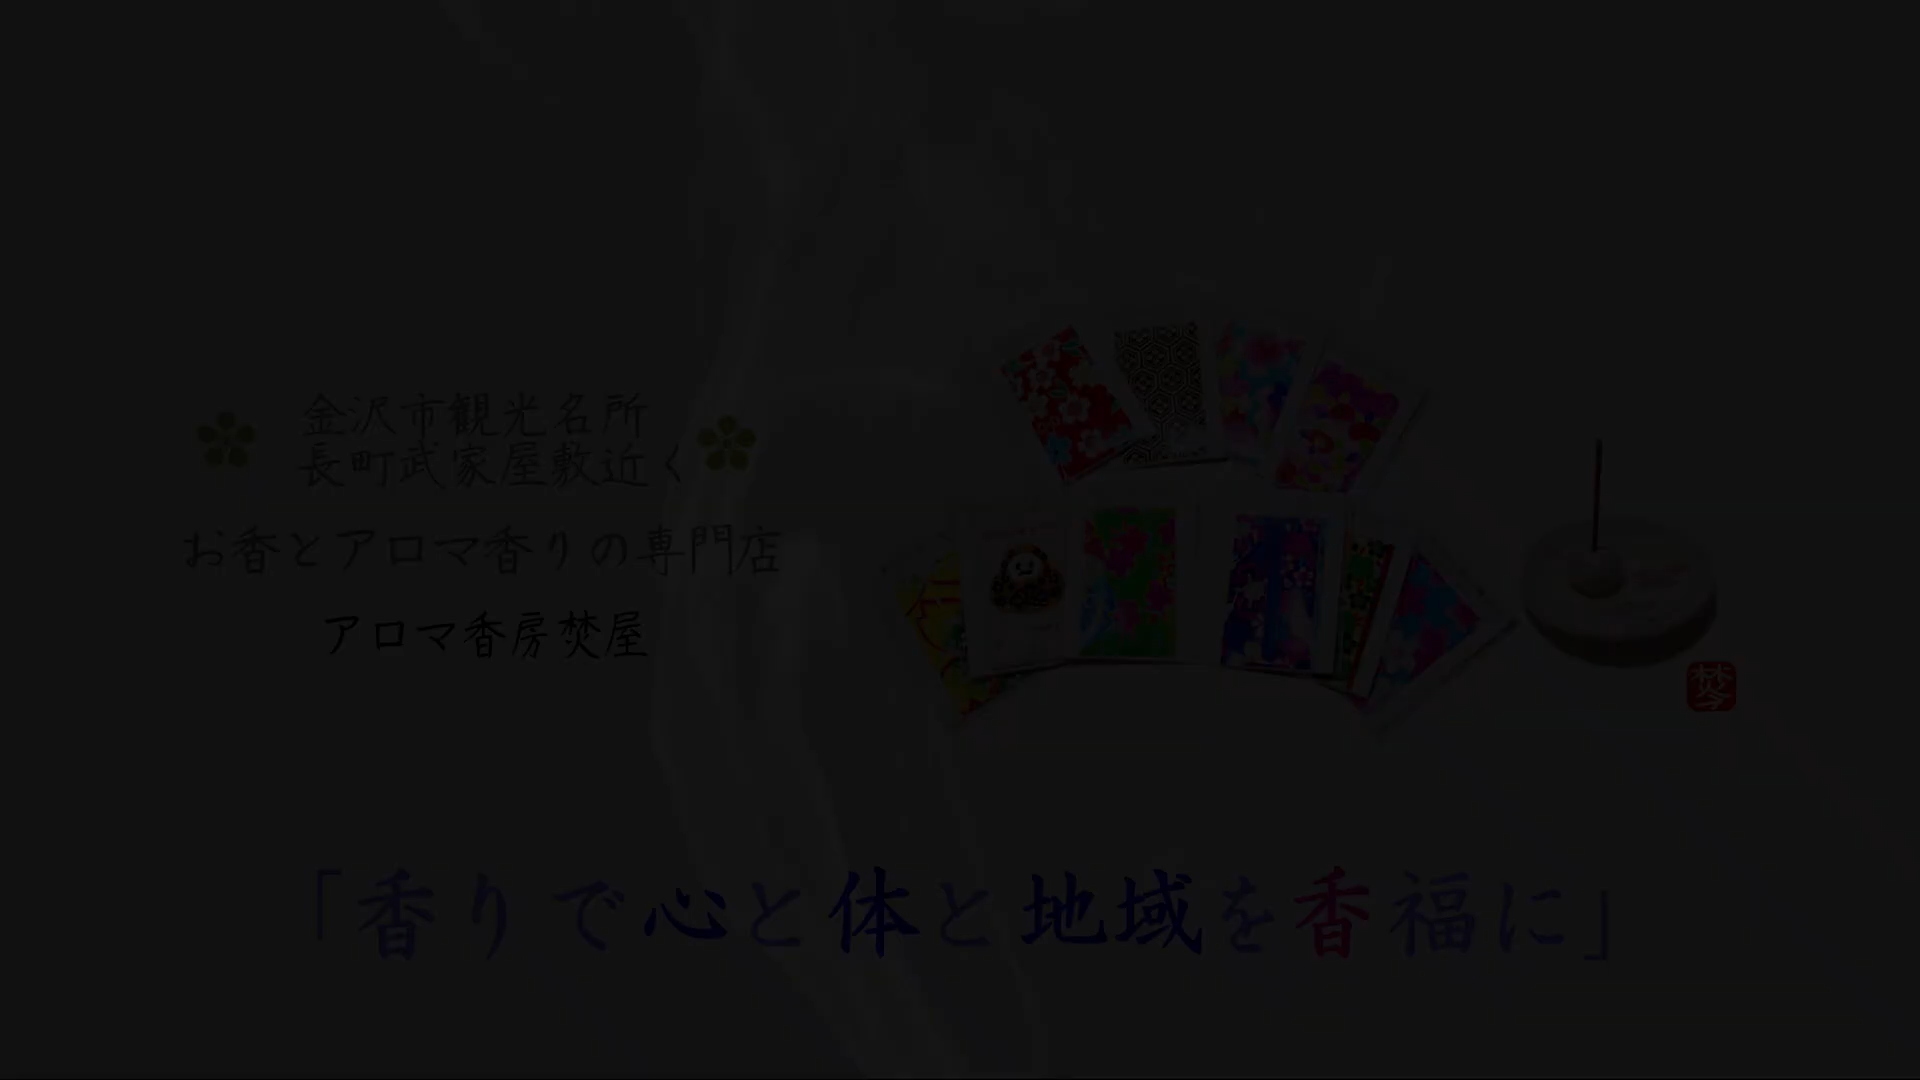 金沢市観光名所
長町武家屋敷近く
お香とアロマ香りの専門店
アロマ香房焚屋
焚
「香りで心と体と地域を香福に」